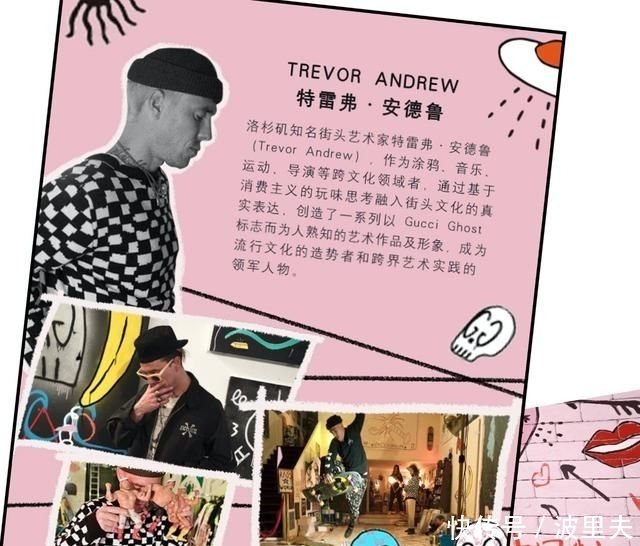 TREVOR ANDREW
特雷弗·安德鲁
洛杉矶知名街头艺术家特雷弗·安德鲁
(Trevor Andrew)，作为涂鸦、音乐、
运动、导演等跨文化领域者，通过基于
消费主义的玩味思考融入街头文化的真
实表达，创造了一系列以 Gucci Ghost
标志而为人熟知的艺术作品及形象，成为
流行文化的造势者和跨界艺术实践的
领军人物。
快传号 / 波里夫